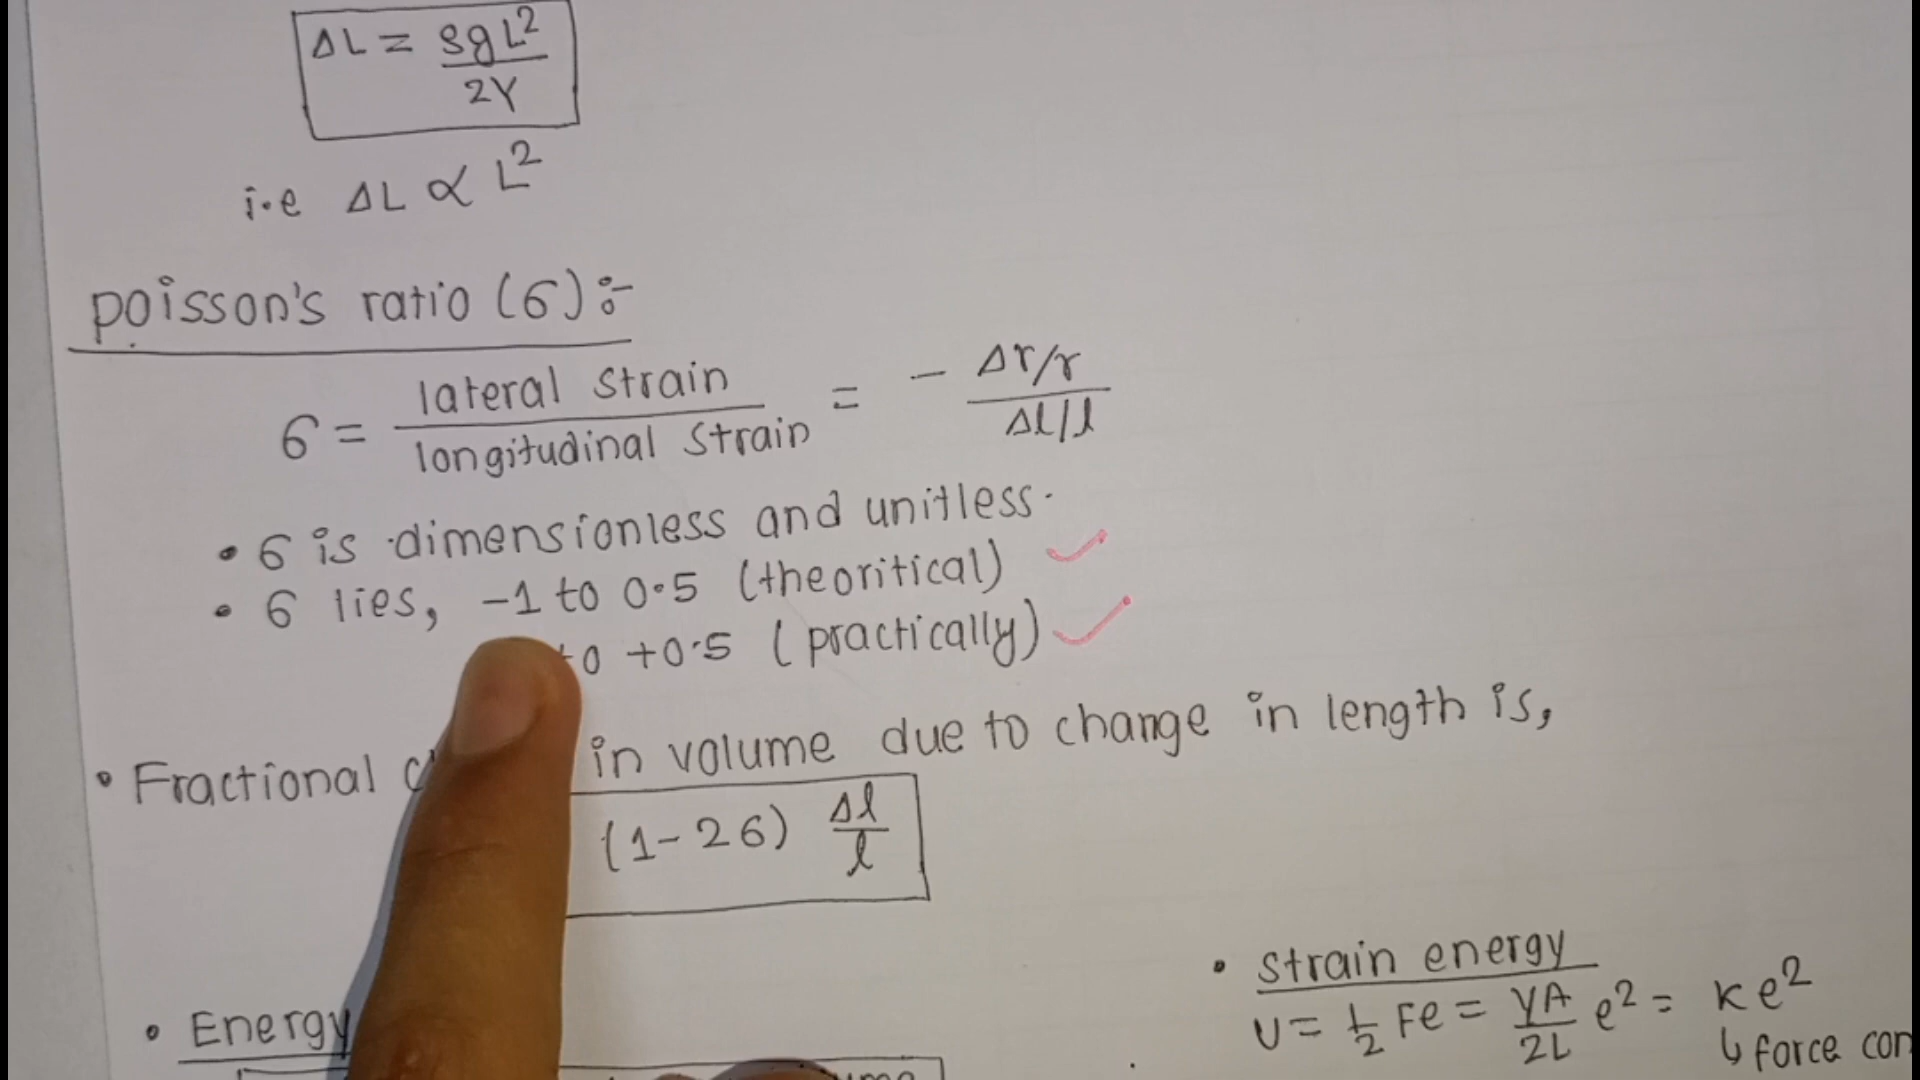 ΔL = ρgL²/2Y
i.e ΔL ∝ L²
poisson's ratio (σ):-
σ = lateral strain/longitudinal strain = - Δr/r / Δl/l
• σ is dimensionless and unitless.
• σ lies, -1 to 0.5 (theoritical)
to +0.5 (practically)
• Fractional in volume due to change in length is,
(1-2σ) Δl/l
• Strain energy
U = 1/2 Fe = YA/2L e² = Ke²
↳ force
• Energy